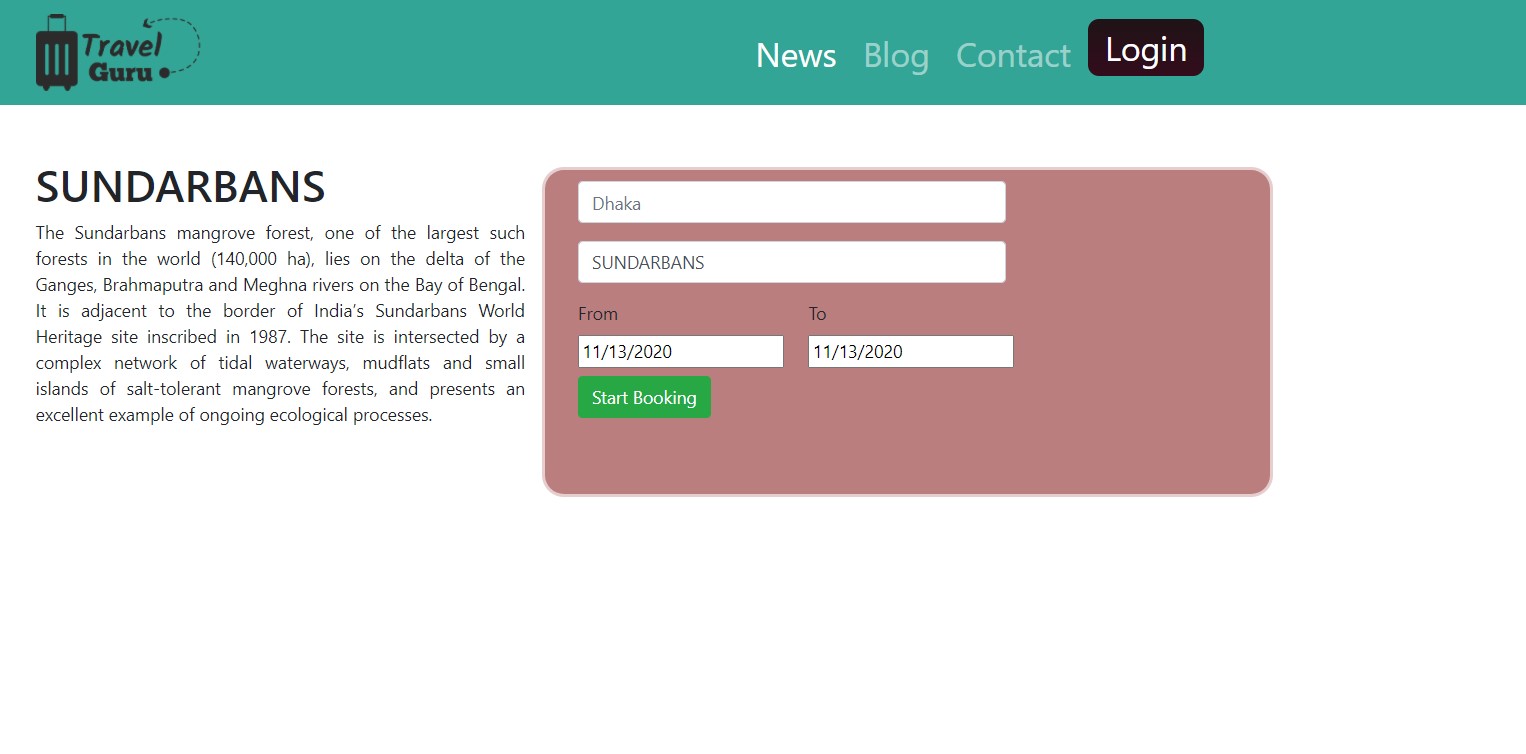 Travel
Guru
News Blog Contact Login
SUNDARBANS
The Sundarbans mangrove forest, one of the largest such
forests in the world (140,000 ha), lies on the delta of the
Ganges, Brahmaputra and Meghna rivers on the Bay of Bengal.
It is adjacent to the border of India’s Sundarbans World
Heritage site inscribed in 1987. The site is intersected by a
complex network of tidal waterways, mudflats and small
islands of salt-tolerant mangrove forests, and presents an
excellent example of ongoing ecological processes.
Dhaka
SUNDARBANS
From To
11/13/2020 11/13/2020
Start Booking